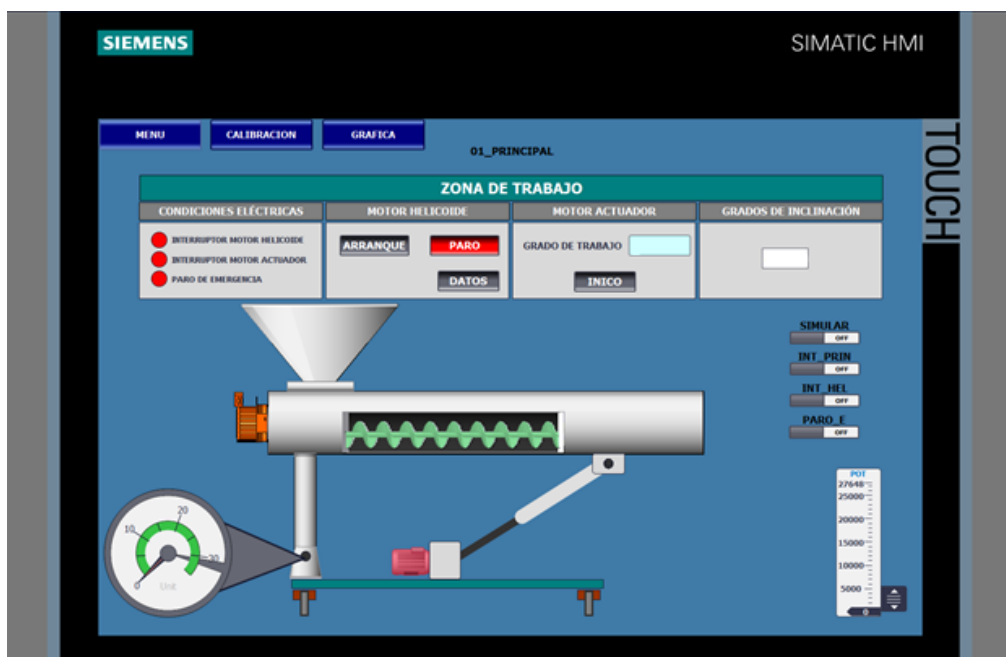 SIEMENS
SIMATIC HMI
TOUCH
MENU
CALIBRACION
GRAFICA
01_PRINCIPAL
ZONA DE TRABAJO
CONDICIONES ELÉCTRICAS
MOTOR HELICOIDE
MOTOR ACTUADOR
GRADOS DE INCLINACIÓN
INTERRUPTOR MOTOR HELICOIDE
INTERRUPTOR MOTOR ACTUADOR
PARO DE EMERGENCIA
ARRANQUE
PARO
DATOS
GRADO DE TRABAJO
INICO
SIMULAR
OFF
INT_PRIN
OFF
INT_HEL
OFF
PARO_E
OFF
POT
27648
25000
20000
15000
10000
5000
0
0
10
20
30
Unit